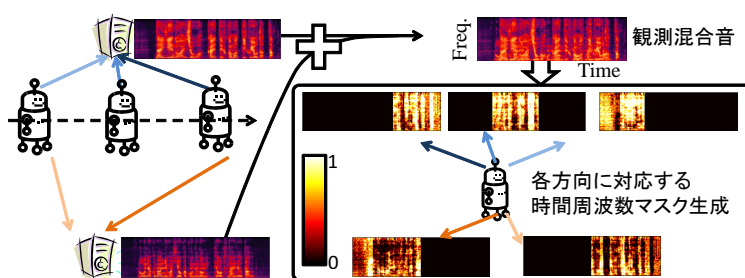 Freq.
観測混合音
Time
1
0
各方向に対応する
時間周波数マスク生成